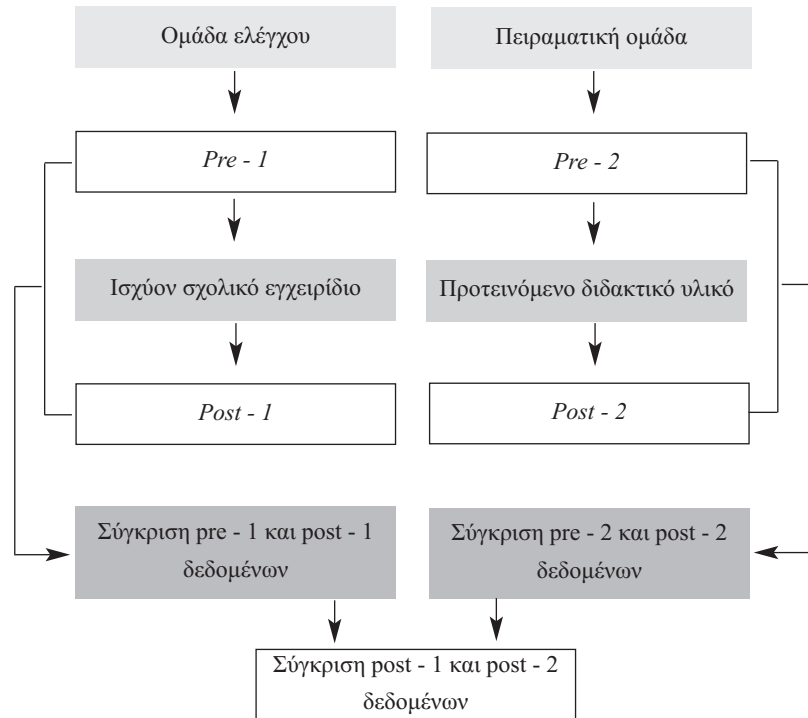 Ομάδα ελέγχου
Πειραματική ομάδα
Pre - 1
Pre - 2
Ισχύον σχολικό εγχειρίδιο
Προτεινόμενο διδακτικό υλικό
Post - 1
Post - 2
Σύγκριση pre - 1 και post - 1
δεδομένων
Σύγκριση pre - 2 και post - 2
δεδομένων
Σύγκριση post - 1 και post - 2
δεδομένων